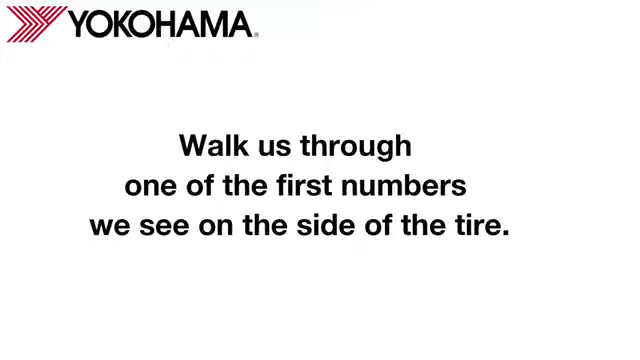 YOKOHAMA®
Walk us through
one of the first numbers
we see on the side of the tire.